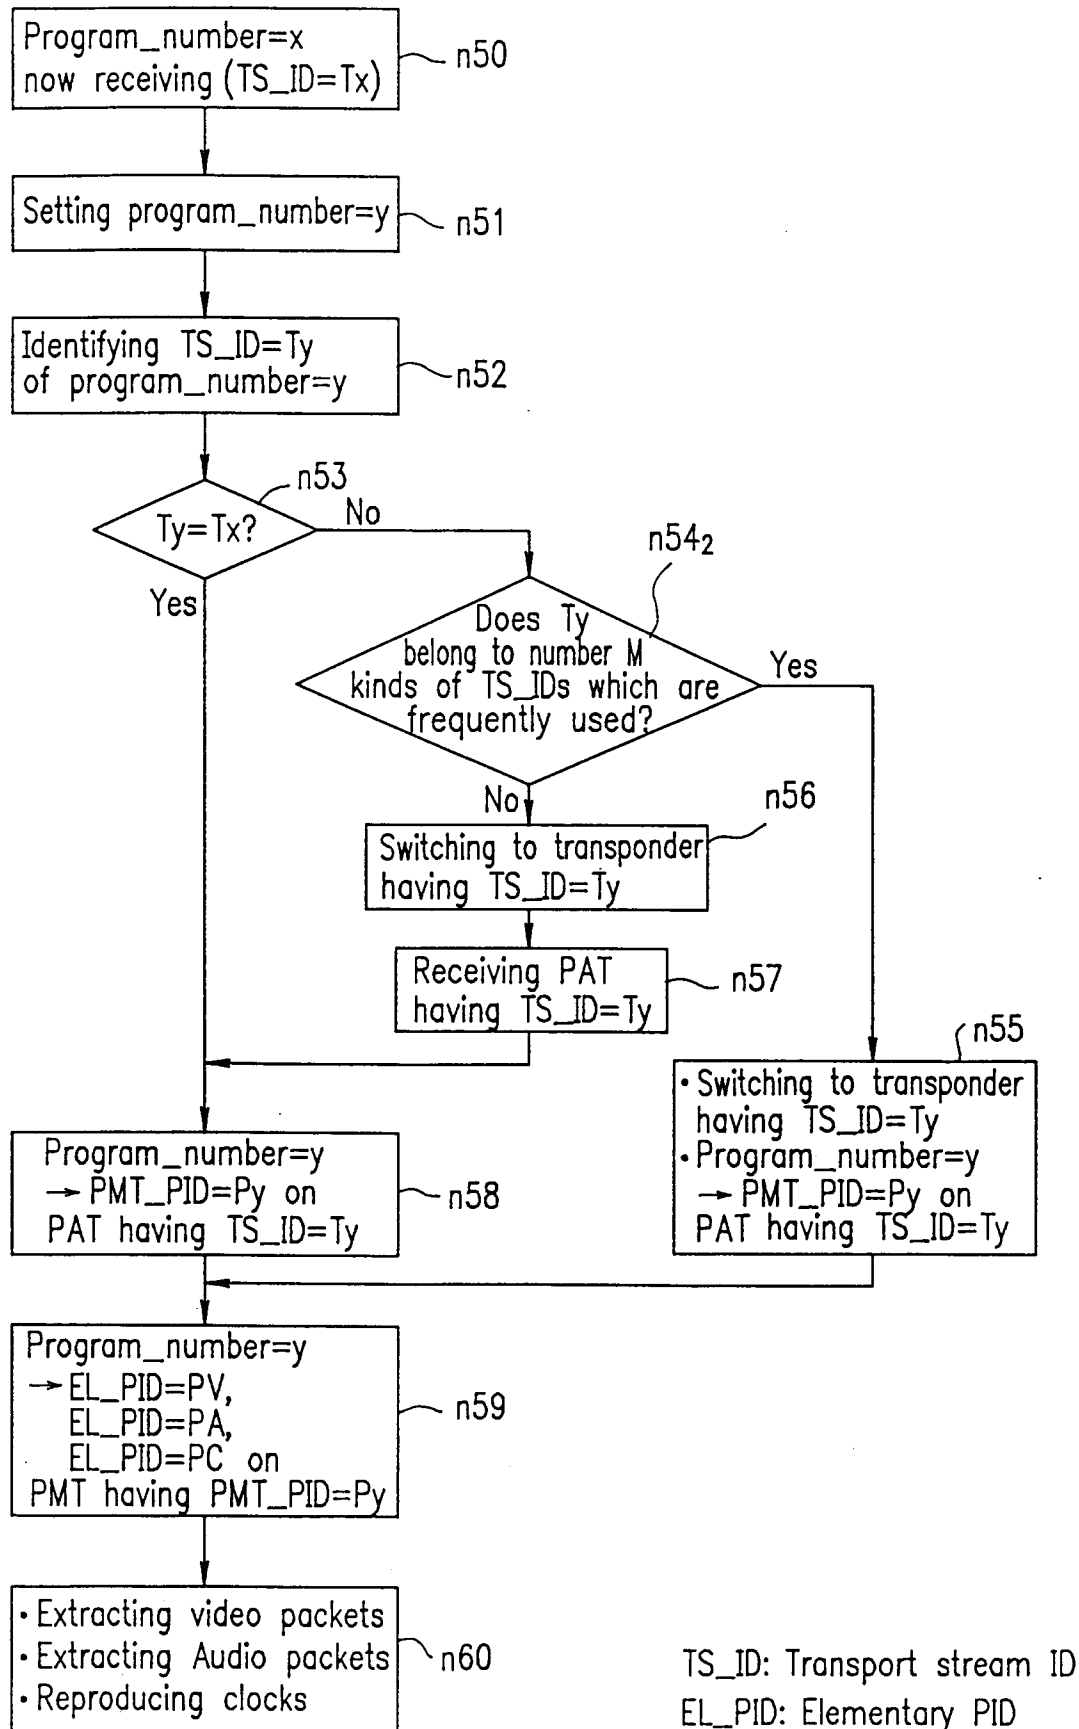 Program_number=x
now receiving (TS_ID=Tx)
n50
Setting program_number=y
n51
Identifying TS_ID=Ty
of program_number=y
n52
n53
Ty=Tx?
No
Yes
n54₂
Does Ty
belong to number M
kinds of TS_IDs which are
frequently used?
Yes
No
n56
Switching to transponder
having TS_ID=Ty
Receiving PAT
having TS_ID=Ty
n57
n55
• Switching to transponder
having TS_ID=Ty
• Program_number=y
→ PMT_PID=Py on
PAT having TS_ID=Ty
Program_number=y
→ PMT_PID=Py on
PAT having TS_ID=Ty
n58
Program_number=y
→ EL_PID=PV,
EL_PID=PA,
EL_PID=PC on
PMT having PMT_PID=Py
n59
• Extracting video packets
• Extracting Audio packets
• Reproducing clocks
n60
TS_ID: Transport stream ID
EL_PID: Elementary PID